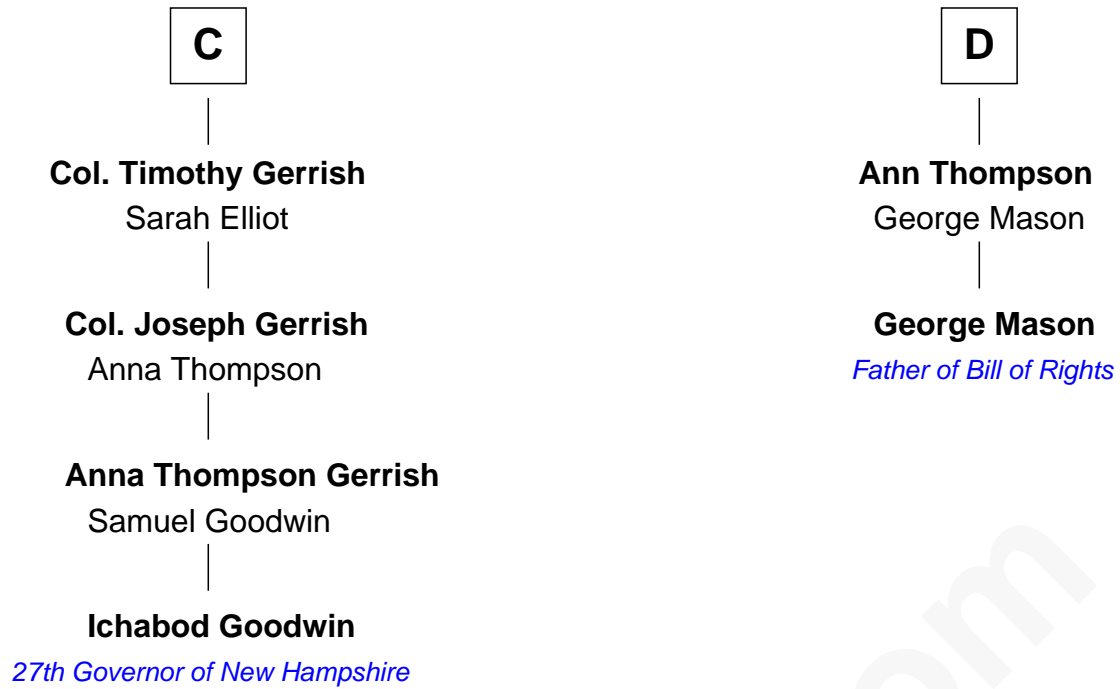 C
Col. Timothy Gerrish
Sarah Elliot
Col. Joseph Gerrish
Anna Thompson
Anna Thompson Gerrish
Samuel Goodwin
Ichabod Goodwin
27th Governor of New Hampshire
D
Ann Thompson
George Mason
George Mason
Father of Bill of Rights
om